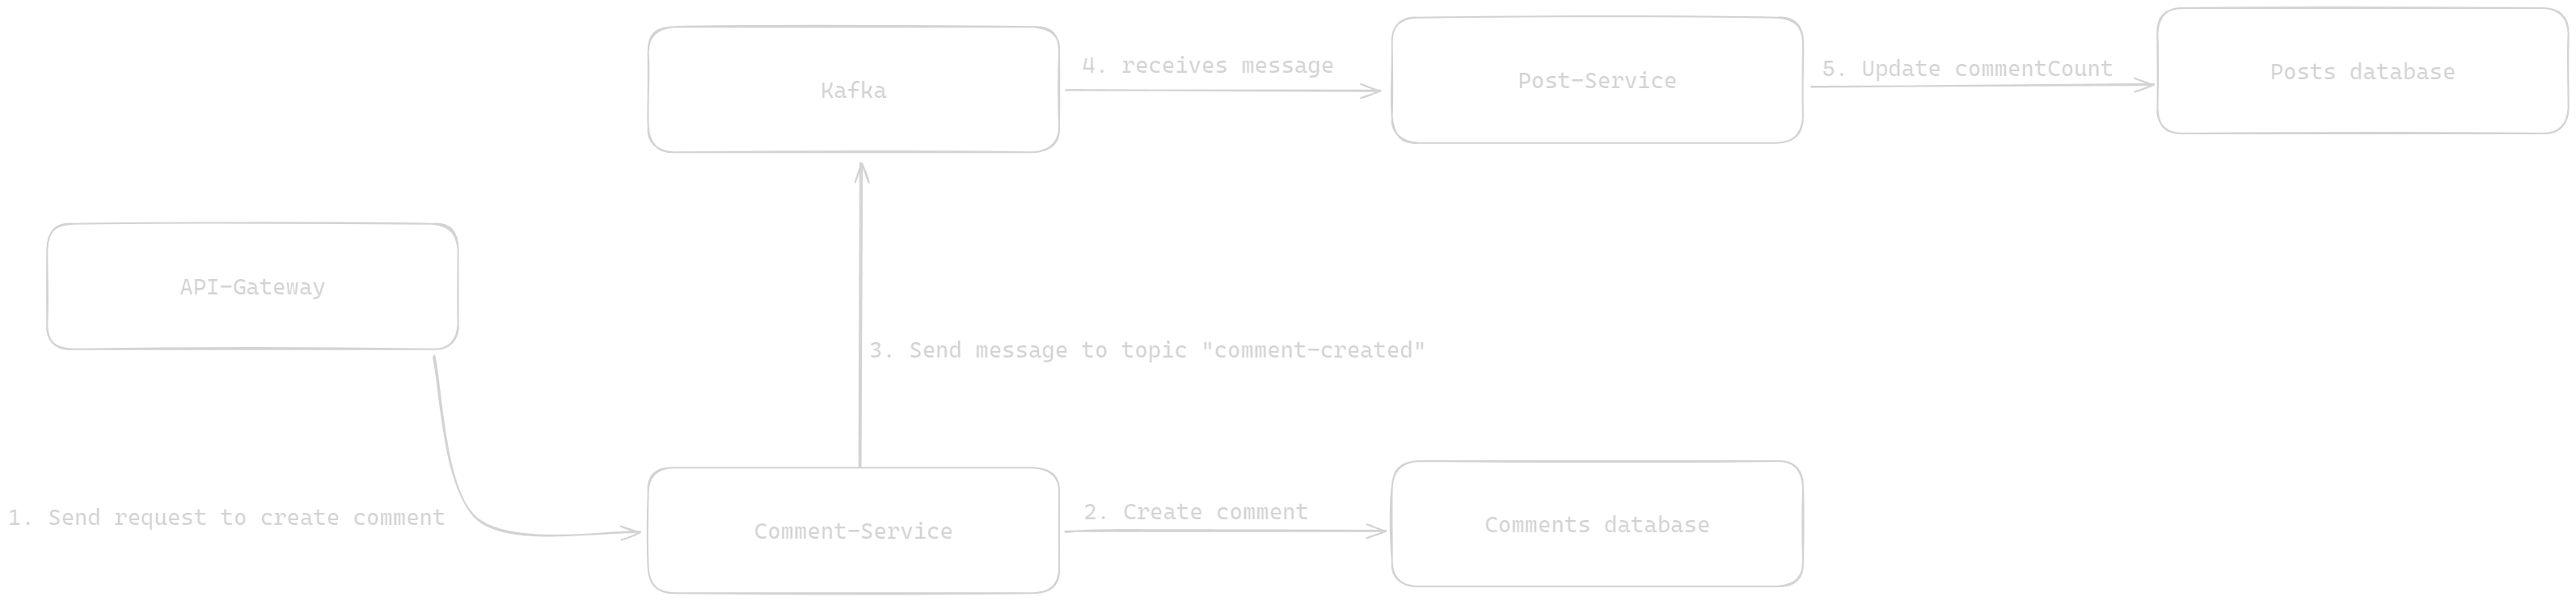 Kafka
4. receives message
Post-Service
5. Update commentCount
Posts database
API-Gateway
3. Send message to topic "comment-created"
1. Send request to create comment
Comment-Service
2. Create comment
Comments database